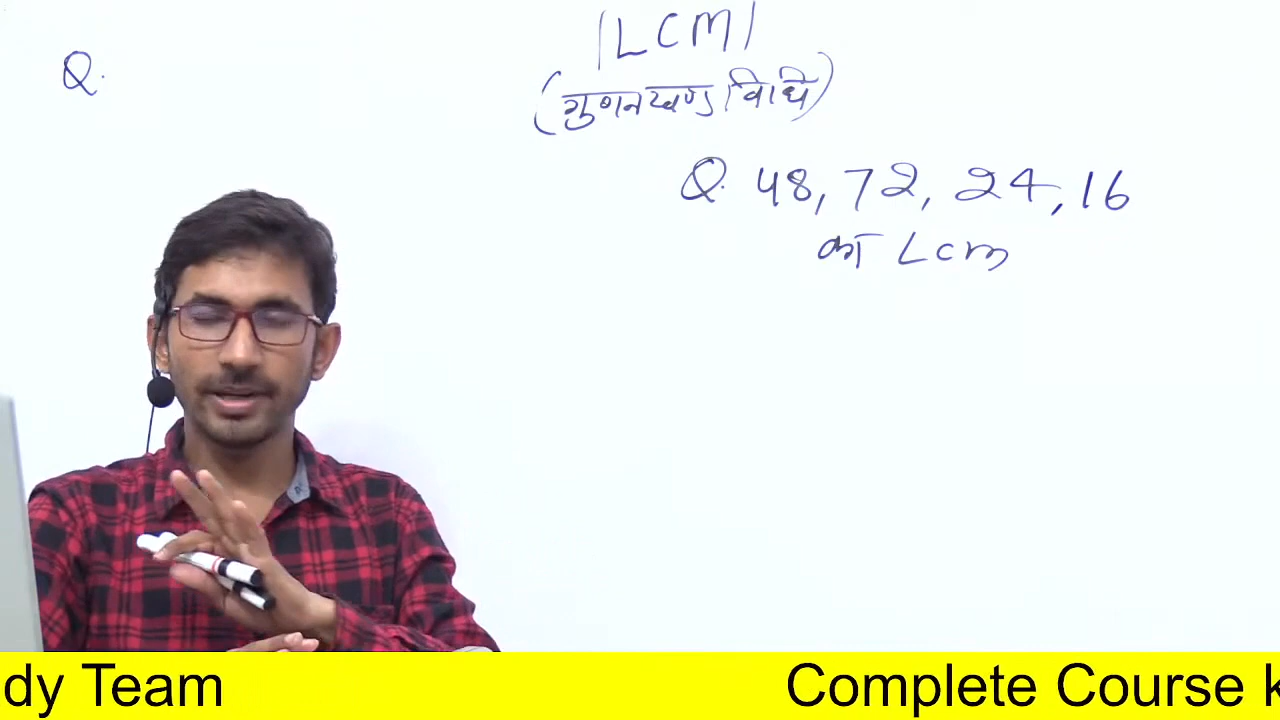 LCM
(गुणनखण्ड विधि)
Q.
Q. 48, 72, 24, 16
का Lcm
dy Team Complete Course k